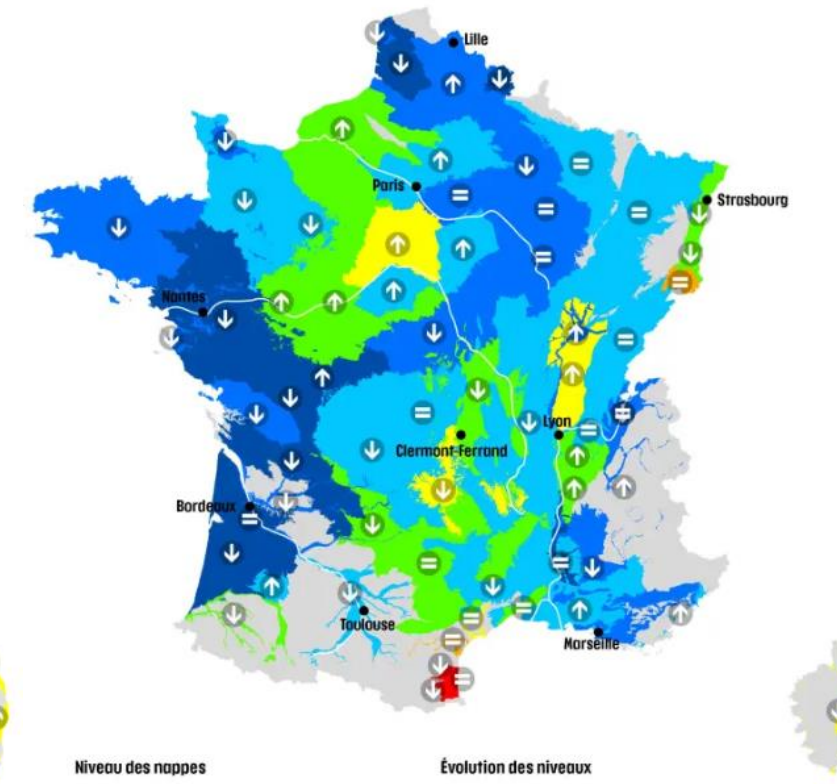 Lille
Paris
Strasbourg
Nantes
Lyon
Clermont-Ferrand
Bordeaux
Toulouse
Marseille
Niveau des nappes
Évolution des niveaux